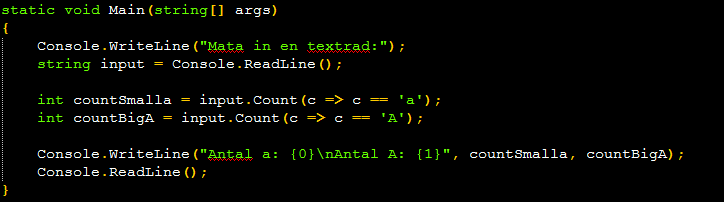 static void Main(string[] args)
{
Console.WriteLine("Mata in en textrad:");
string input = Console.ReadLine();
int countSmalla = input.Count(c => c == 'a');
int countBigA = input.Count(c => c == 'A');
Console.WriteLine("Antal a: {0}\nAntal A: {1}", countSmalla, countBigA);
Console.ReadLine();
}